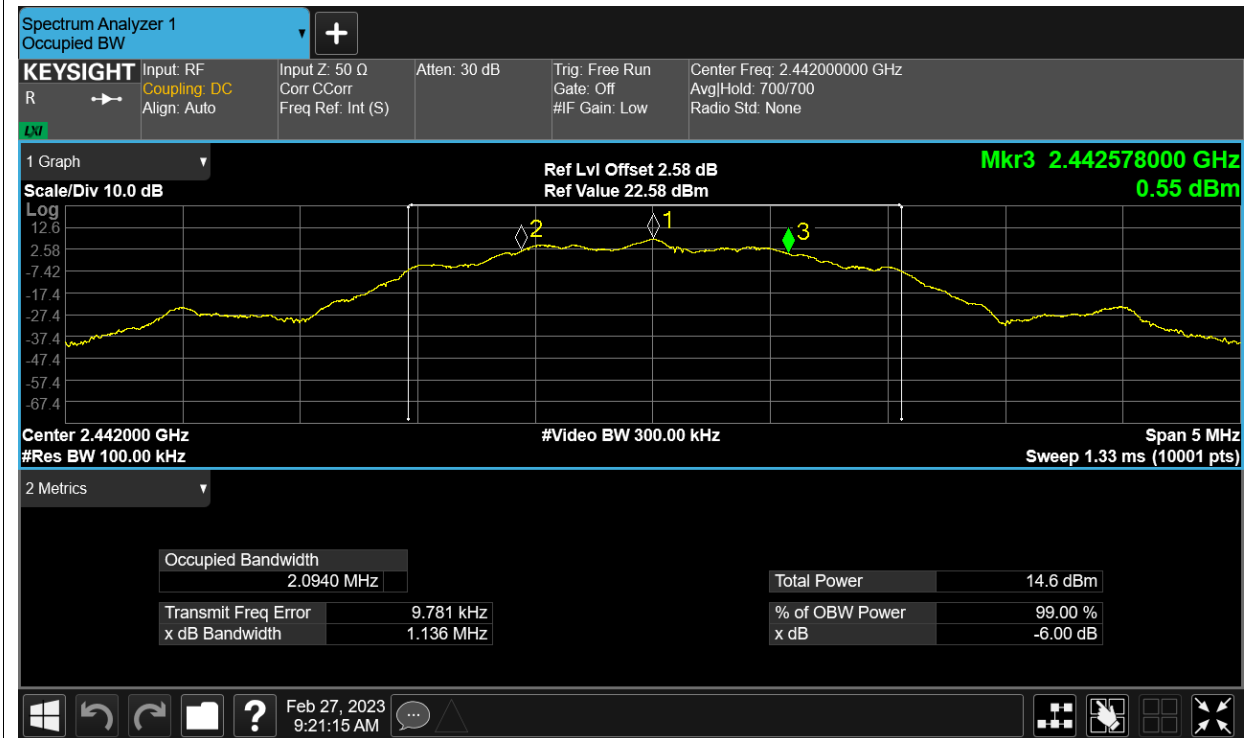 Spectrum Analyzer 1
Occupied BW
KEYSIGHT
R
LXI
Input: RF
Coupling: DC
Align: Auto
Input Z: 50 Ω
Corr CCorr
Freq Ref: Int (S)
Atten: 30 dB
Trig: Free Run
Gate: Off
#IF Gain: Low
Center Freq: 2.442000000 GHz
Avg|Hold: 700/700
Radio Std: None
1 Graph
Scale/Div 10.0 dB
Ref Lvl Offset 2.58 dB
Ref Value 22.58 dBm
Mkr3 2.442578000 GHz
0.55 dBm
Log
12.6
2.58
-7.42
-17.4
-27.4
-37.4
-47.4
-57.4
-67.4
2
1
3
Center 2.442000 GHz
#Res BW 100.00 kHz
#Video BW 300.00 kHz
Span 5 MHz
Sweep 1.33 ms (10001 pts)
2 Metrics
Occupied Bandwidth
2.0940 MHz
Transmit Freq Error 9.781 kHz
x dB Bandwidth 1.136 MHz
Total Power 14.6 dBm
% of OBW Power 99.00 %
x dB -6.00 dB
?
Feb 27, 2023
9:21:15 AM